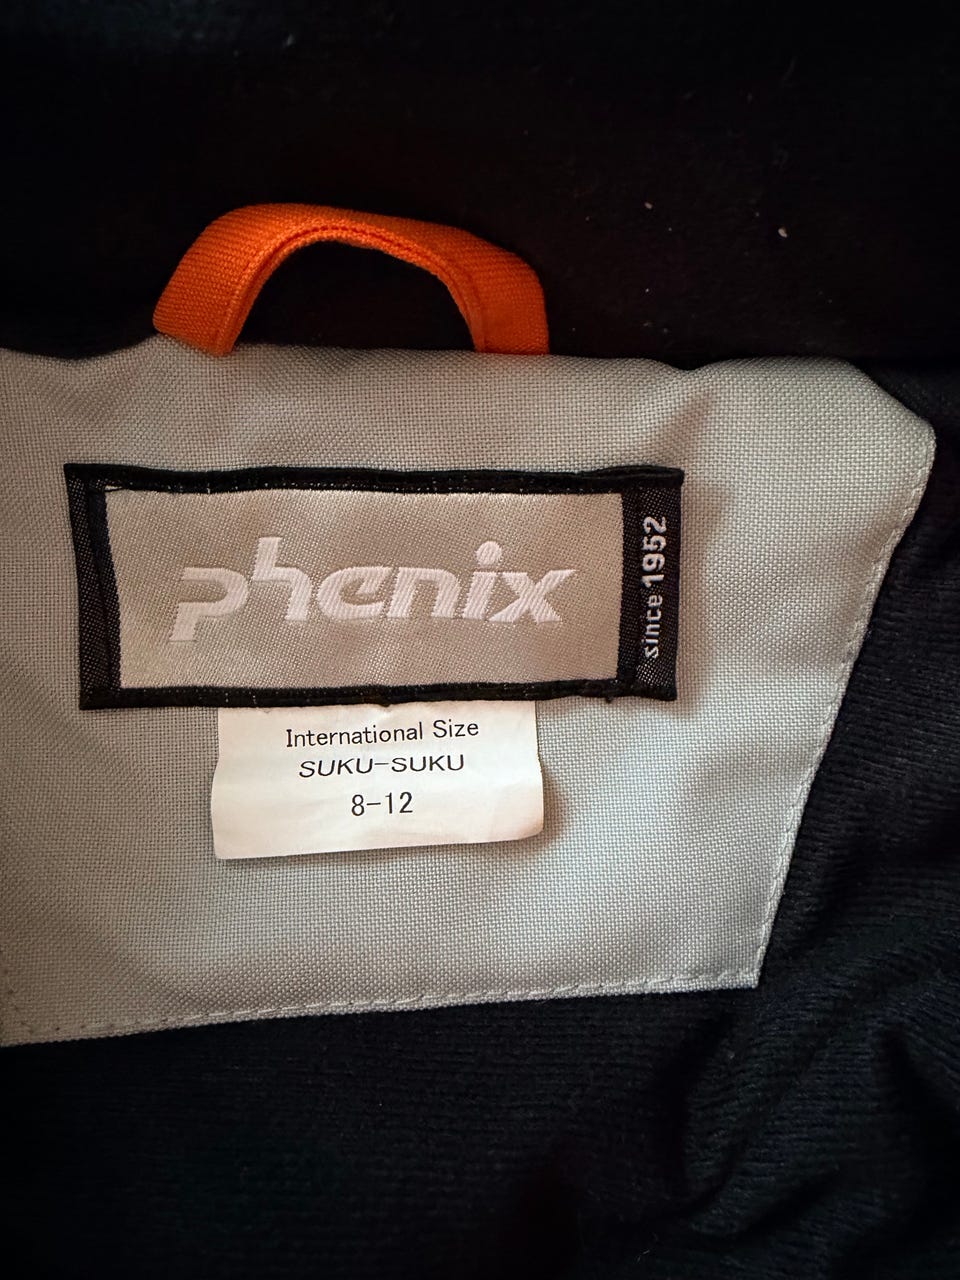 phenix
since 1952
International Size
SUKU-SUKU
8-12